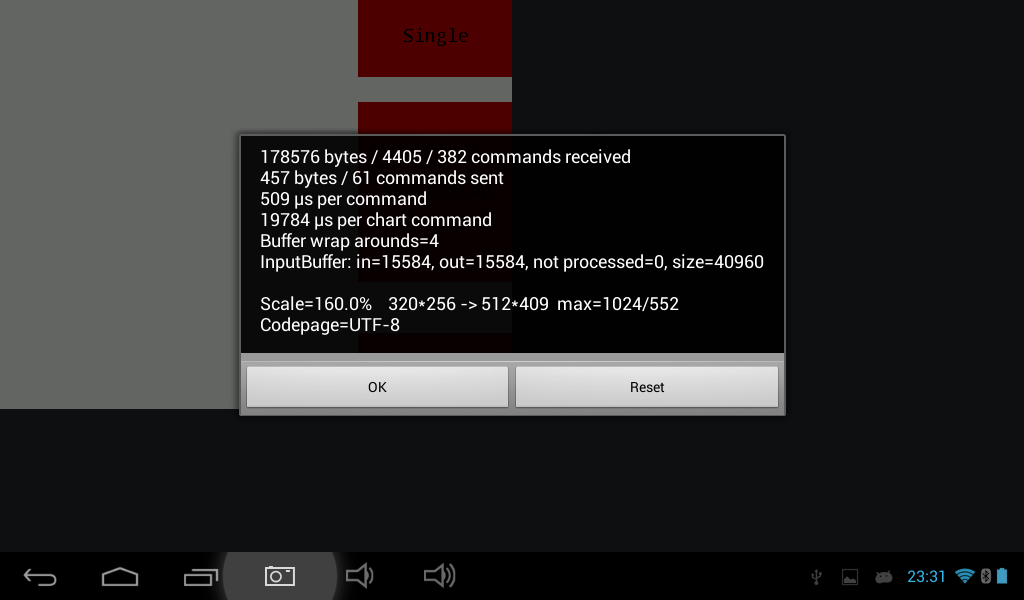 Single
178576 bytes / 4405 / 382 commands received
457 bytes / 61 commands sent
509 µs per command
19784 µs per chart command
Buffer wrap arounds=4
InputBuffer: in=15584, out=15584, not processed=0, size=40960
Scale=160.0%    320*256 -> 512*409  max=1024/552
Codepage=UTF-8
OK
Reset
23:31